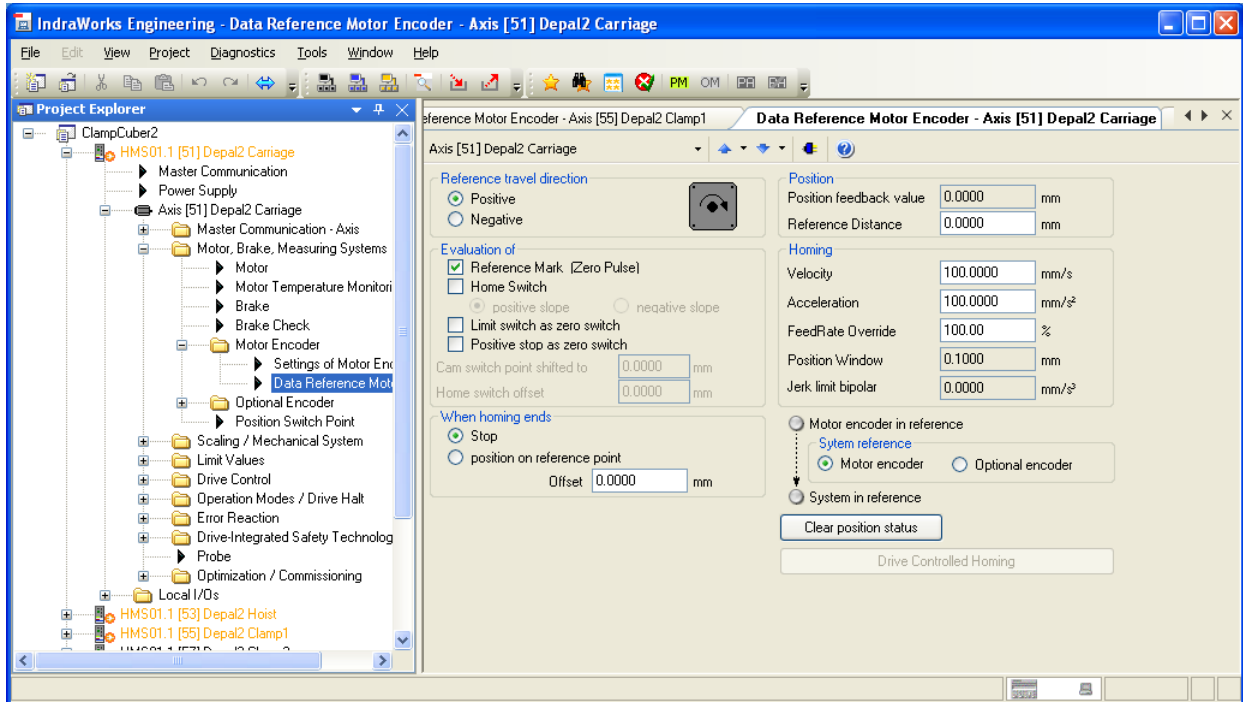 IndraWorks Engineering - Data Reference Motor Encoder - Axis [51] Depal2 Carriage
File Edit View Project Diagnostics Tools Window Help
PM OM
Project Explorer
ClampCuber2
HMS01.1 [51] Depal2 Carriage
Master Communication
Power Supply
Axis [51] Depal2 Carriage
Master Communication - Axis
Motor, Brake, Measuring Systems
Motor
Motor Temperature Monitori
Brake
Brake Check
Motor Encoder
Settings of Motor Enc
Data Reference Mot
Optional Encoder
Position Switch Point
Scaling / Mechanical System
Limit Values
Drive Control
Operation Modes / Drive Halt
Error Reaction
Drive-Integrated Safety Technolog
Probe
Optimization / Commissioning
Local I/Os
HMS01.1 [53] Depal2 Hoist
HMS01.1 [55] Depal2 Clamp1
eference Motor Encoder - Axis [55] Depal2 Clamp1
Data Reference Motor Encoder - Axis [51] Depal2 Carriage
Axis [51] Depal2 Carriage
Reference travel direction
Positive
Negative
Evaluation of
Reference Mark (Zero Pulse)
Home Switch
positive slope negative slope
Limit switch as zero switch
Positive stop as zero switch
Cam switch point shifted to 0.0000 mm
Home switch offset 0.0000 mm
When homing ends
Stop
position on reference point
Offset 0.0000 mm
Position
Position feedback value 0.0000 mm
Reference Distance 0.0000 mm
Homing
Velocity 100.0000 mm/s
Acceleration 100.0000 mm/s²
FeedRate Override 100.00 %
Position Window 0.1000 mm
Jerk limit bipolar 0.0000 mm/s³
Motor encoder in reference
Sytem reference
Motor encoder Optional encoder
System in reference
Clear position status
Drive Controlled Homing